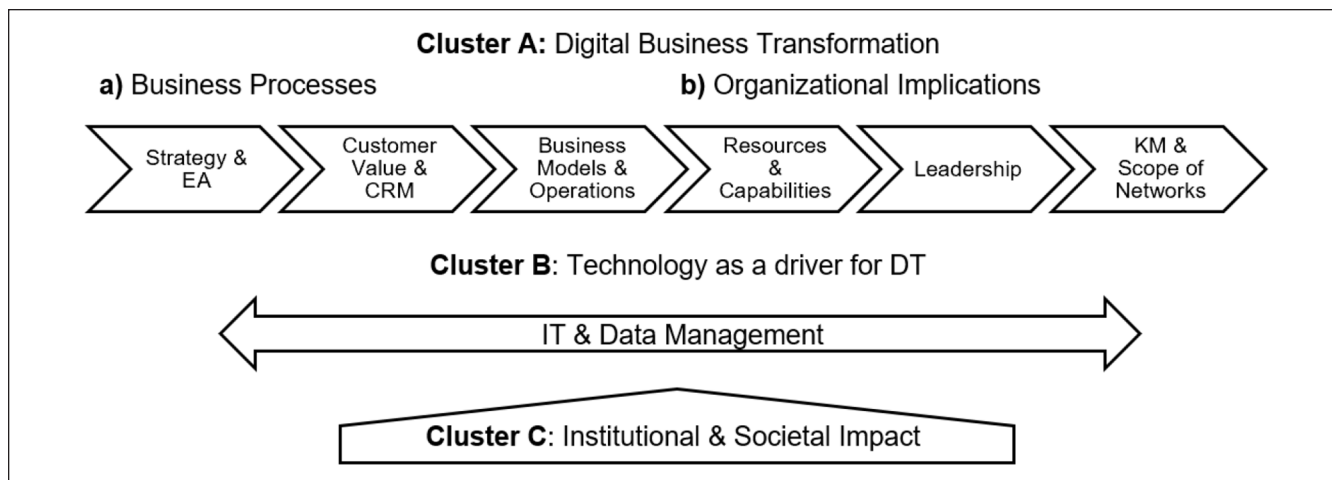 Cluster A: Digital Business Transformation
a) Business Processes
b) Organizational Implications
Strategy &
EA
Customer
Value &
CRM
Business
Models &
Operations
Resources
&
Capabilities
Leadership
KM &
Scope of
Networks
Cluster B: Technology as a driver for DT
IT & Data Management
Cluster C: Institutional & Societal Impact